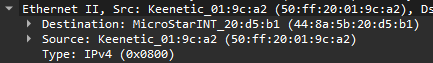 Ethernet II, Src: Keenetic_01:9c:a2 (50:ff:20:01:9c:a2), Ds
Destination: MicroStarINT_20:d5:b1 (44:8a:5b:20:d5:b1)
Source: Keenetic_01:9c:a2 (50:ff:20:01:9c:a2)
Type: IPv4 (0x0800)